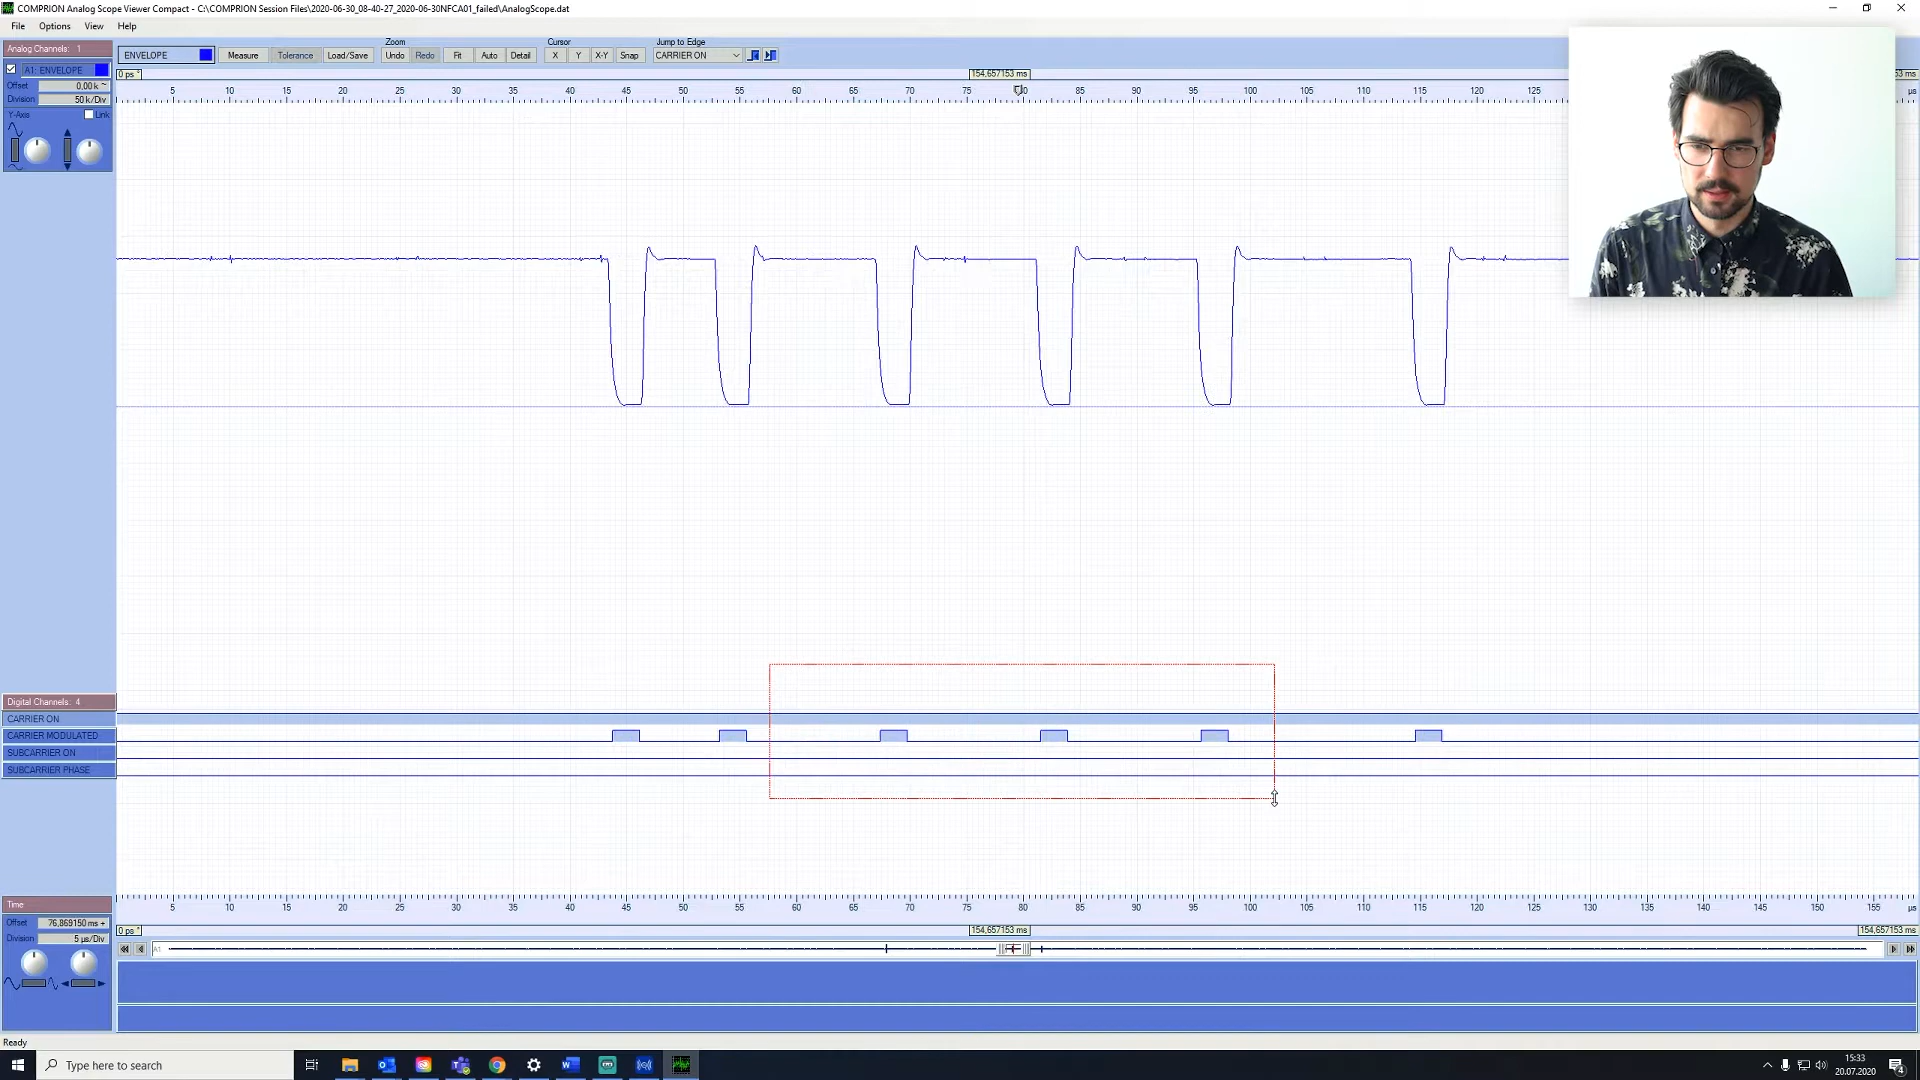 COMPRION Analog Scope Viewer Compact - C:\COMPRION Session Files\2020-06-30_08-40-27_2020-06-30NFCA01_failed\AnalogScope.dat
File Options View Help
Analog Channels: 1
A1: ENVELOPE
Offset 0,00 k ~
Division 50 k/Div
Y-Axis Link
ENVELOPE Measure Tolerance Load/Save
Zoom
Undo Redo Fit Auto Detail
Cursor
X Y X-Y Snap
Jump to Edge
CARRIER ON
0 ps 154,657153 ms 53 ms
5 10 15 20 25 30 35 40 45 50 55 60 65 70 75 80 85 90 95 100 105 110 115 120 125 µs
Digital Channels: 4
CARRIER ON
CARRIER MODULATED
SUBCARRIER ON
SUBCARRIER PHASE
Time
Offset 76,869150 ms +
Division 5 µs/Div
5 10 15 20 25 30 35 40 45 50 55 60 65 70 75 80 85 90 95 100 105 110 115 120 125 130 135 140 145 150 155 µs
0 ps 154,657153 ms 154,657153 ms
A1
Ready
Type here to search
15:33
20.07.2020
4